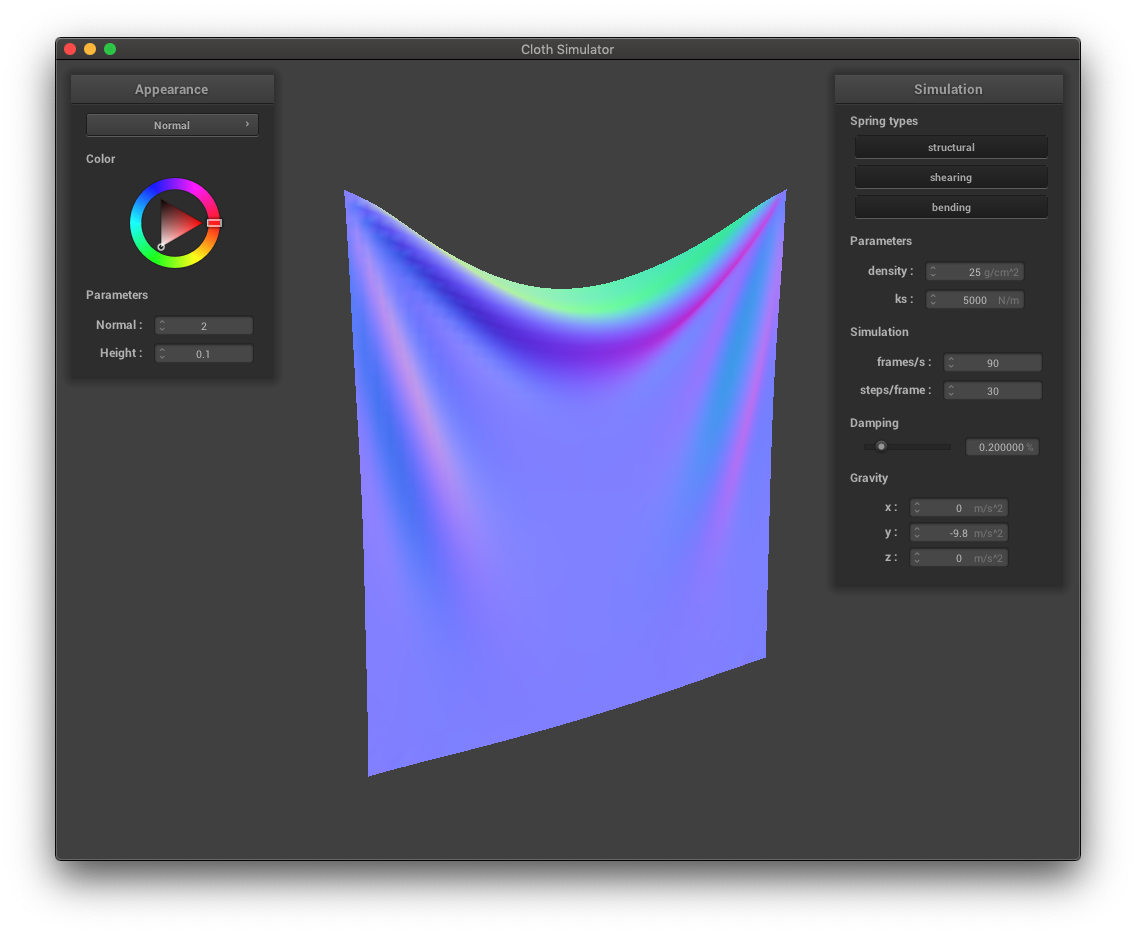 Cloth Simulator
Appearance
Normal ›
Color
Parameters
Normal : 2
Height : 0.1
Simulation
Spring types
structural
shearing
bending
Parameters
density : 25 g/cm^2
ks : 5000 N/m
Simulation
frames/s : 90
steps/frame : 30
Damping
0.200000 %
Gravity
x : 0 m/s^2
y : -9.8 m/s^2
z : 0 m/s^2